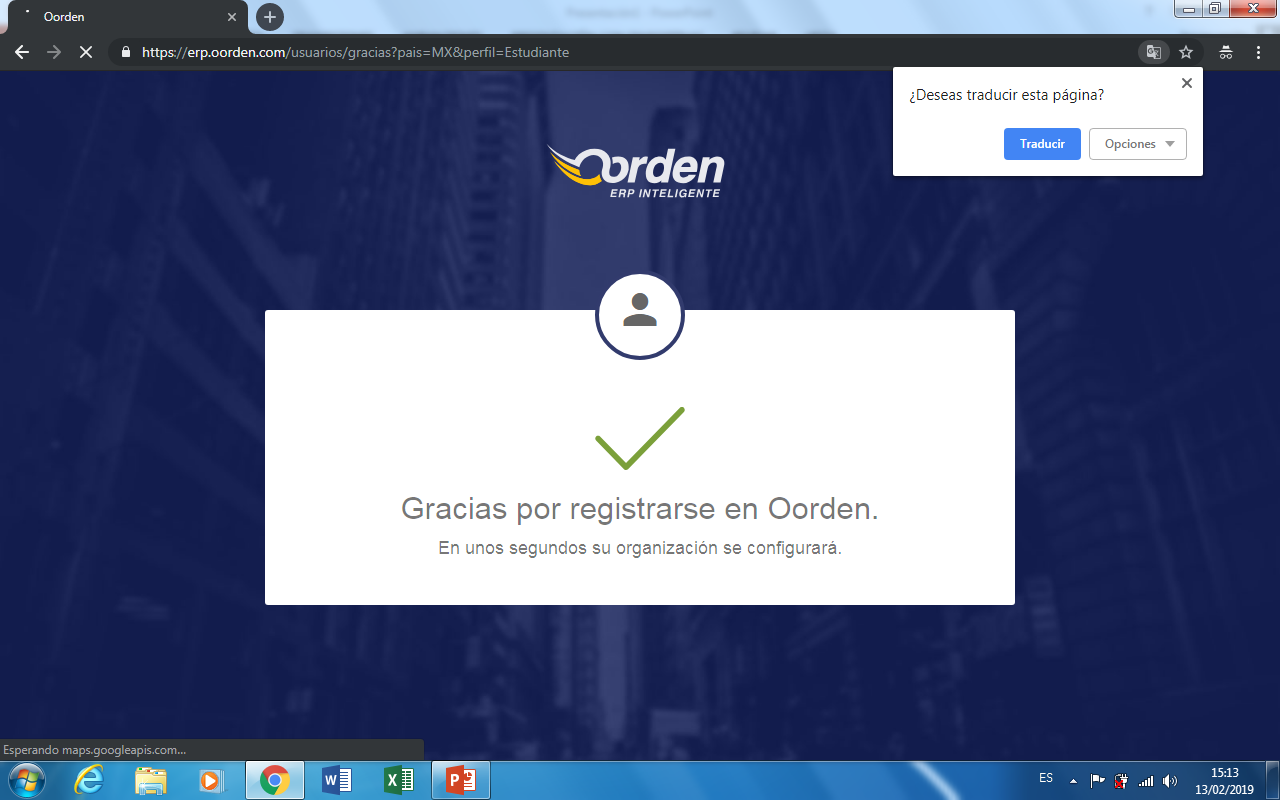 Oorden
https://erp.oorden.com/usuarios/gracias?pais=MX&perfil=Estudiante
¿Deseas traducir esta página?
Traducir
Opciones
Oorden
ERP INTELIGENTE
Gracias por registrarse en Oorden.
En unos segundos su organización se configurará.
Esperando maps.googleapis.com...
ES
15:13
13/02/2019